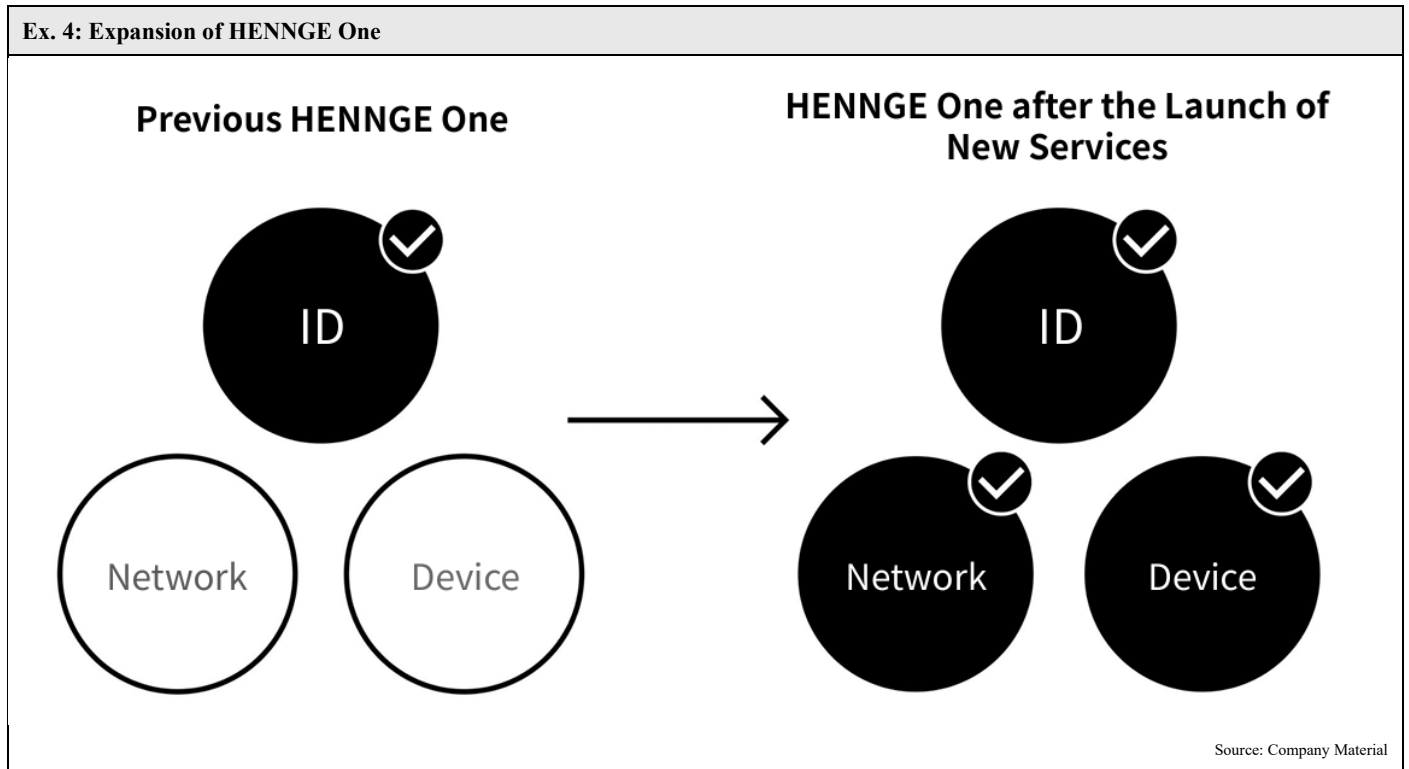 Ex. 4: Expansion of HENNGE One
Previous HENNGE One
HENNGE One after the Launch of
New Services
ID
Network
Device
ID
Network
Device
Source: Company Material